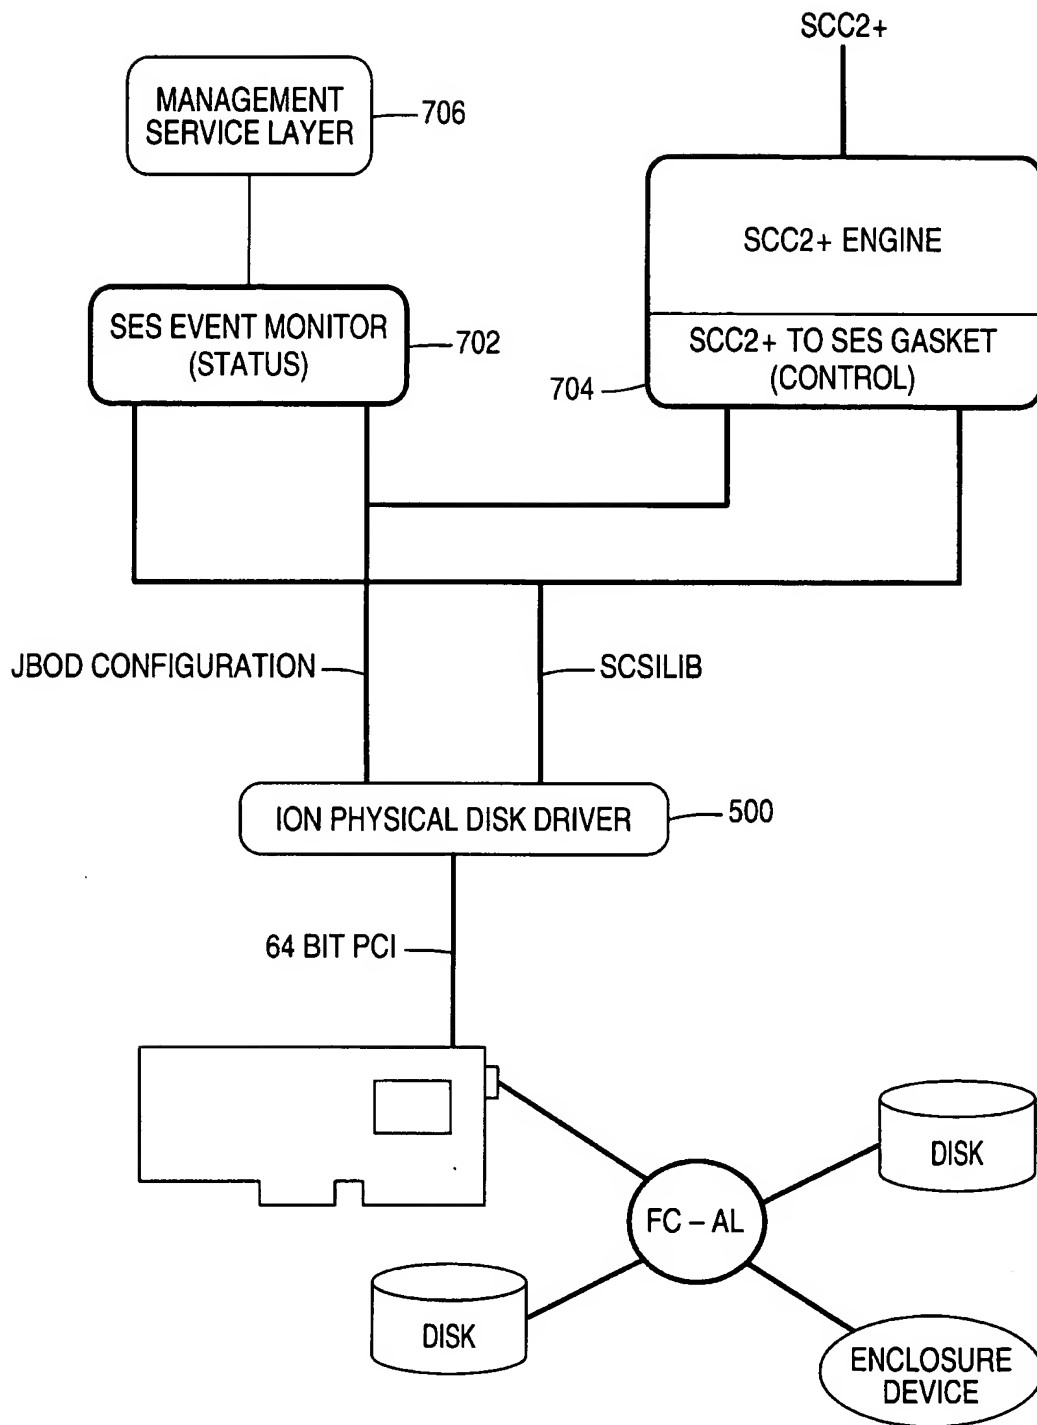 SCC2+
MANAGEMENT
SERVICE LAYER
706
SCC2+ ENGINE
SES EVENT MONITOR
(STATUS)
702
SCC2+ TO SES GASKET
(CONTROL)
704
JBOD CONFIGURATION
SCSILIB
ION PHYSICAL DISK DRIVER
500
64 BIT PCI
DISK
FC – AL
DISK
ENCLOSURE
DEVICE